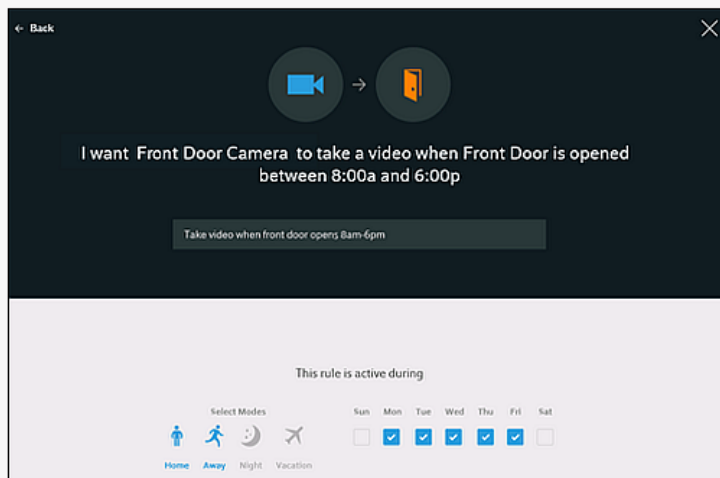 ← Back
I want Front Door Camera to take a video when Front Door is opened
between 8:00a and 6:00p
Take video when front door opens 8am-6pm
This rule is active during
Select Modes
Home Away Night Vacation
Sun Mon Tue Wed Thu Fri Sat